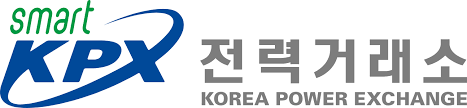 smart
KPX
전력거래소
KOREA POWER EXCHANGE